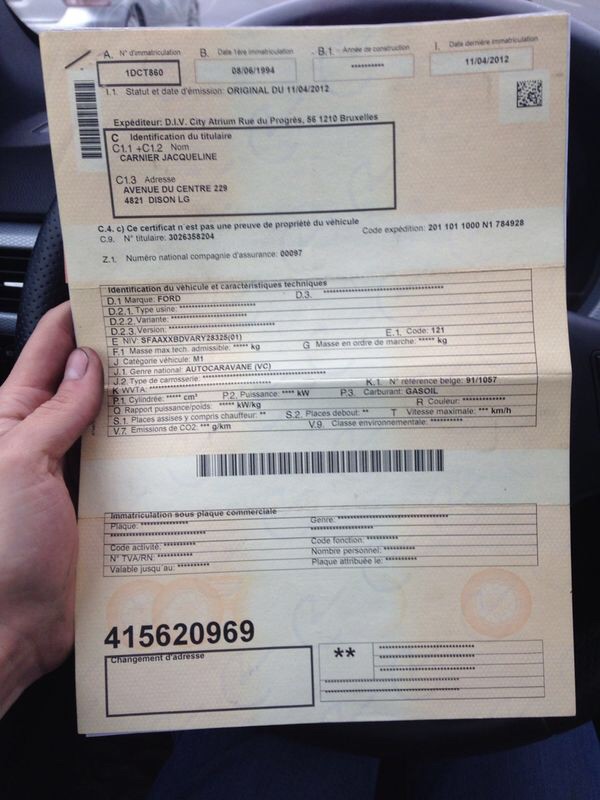 A. N° d'immatriculation B. Date 1ère immatriculation B.1. Année de construction I. Date dernière immatriculation
1DCT860 08/06/1994 ********** 11/04/2012
I.1. Statut et date d'émission: ORIGINAL DU 11/04/2012
Expéditeur: D.I.V. City Atrium Rue du Progrès, 56 1210 Bruxelles
C Identification du titulaire
C1.1 +C1.2 Nom
CARNIER JACQUELINE
C1.3 Adresse
AVENUE DU CENTRE 229
4821 DISON LG
C.4. c) Ce certificat n'est pas une preuve de propriété du véhicule
C.9. N° titulaire: 3026358204 Code expédition: 201 101 1000 N1 784928
Z.1. Numéro national compagnie d'assurance: 00097
Identification du véhicule et caractéristiques techniques
D.1 Marque: FORD D.3.
D.2.1. Type usine:
D.2.2. Variante:
D.2.3. Version: E.1. Code: 121
E NIV: SFAAXXBDVARY28325(01)
F.1 Masse max tech. admissible: ***** kg G Masse en ordre de marche: ***** kg
J Catégorie véhicule: M1
J.1. Genre national: AUTOCARAVANE (VC)
J.2. Type de carrosserie: K.1. N° référence belge: 91/1057
K WVTA:
P.1. Cylindrée: ***** cm³ P.2. Puissance: **** kW P.3. Carburant: GASOIL
Q Rapport puissance/poids: ***** kW/kg R Couleur:
S.1. Places assises y compris chauffeur: ** S.2. Places debout: ** T Vitesse maximale: *** km/h
V.7. Emissions de CO2: *** g/km V.9. Classe environnementale:
Immatriculation sous plaque commerciale
Plaque: Genre:
Code activité: Code fonction:
N° TVA/RN: Nombre personnel:
Valable jusqu'au: Plaque attribuée le:
415620969
Changement d'adresse
**